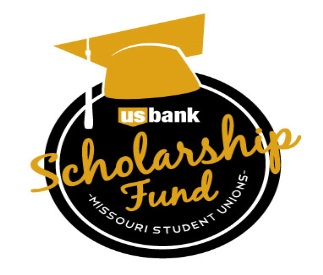 usbank
Scholarship
Fund
-MISSOURI STUDENT UNIONS-